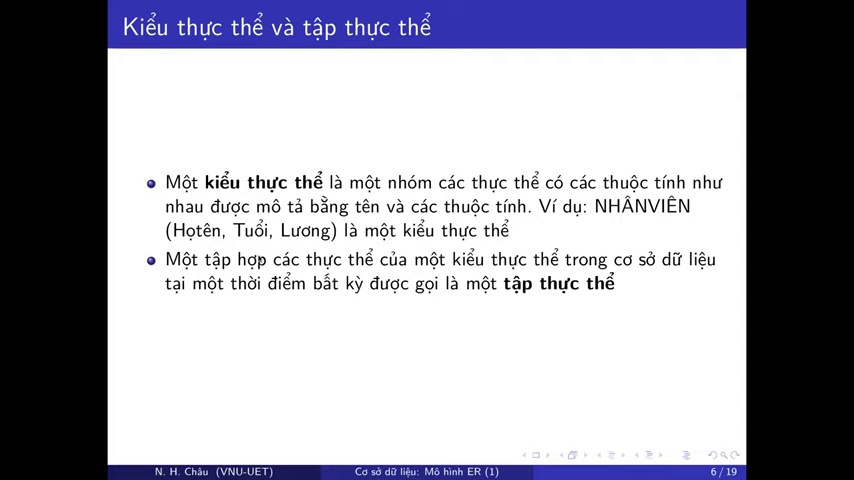 Kiểu thực thể và tập thực thể
Một kiểu thực thể là một nhóm các thực thể có các thuộc tính như
nhau được mô tả bằng tên và các thuộc tính. Ví dụ: NHÂNVIÊN
(Họtên, Tuổi, Lương) là một kiểu thực thể
Một tập hợp các thực thể của một kiểu thực thể trong cơ sở dữ liệu
tại một thời điểm bất kỳ được gọi là một tập thực thể
N. H. Châu (VNU-UET) Cơ sở dữ liệu: Mô hình ER (1) 6 / 19